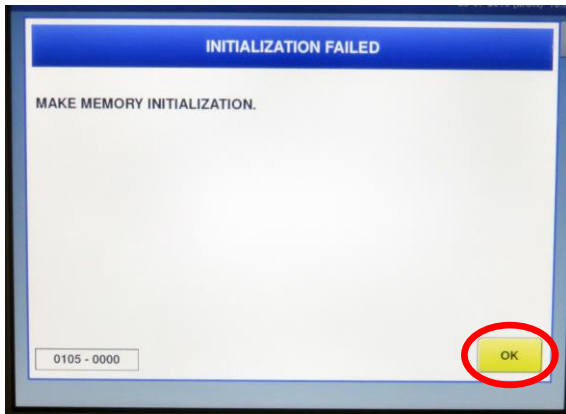 INITIALIZATION FAILED
MAKE MEMORY INITIALIZATION.
0105 - 0000
OK